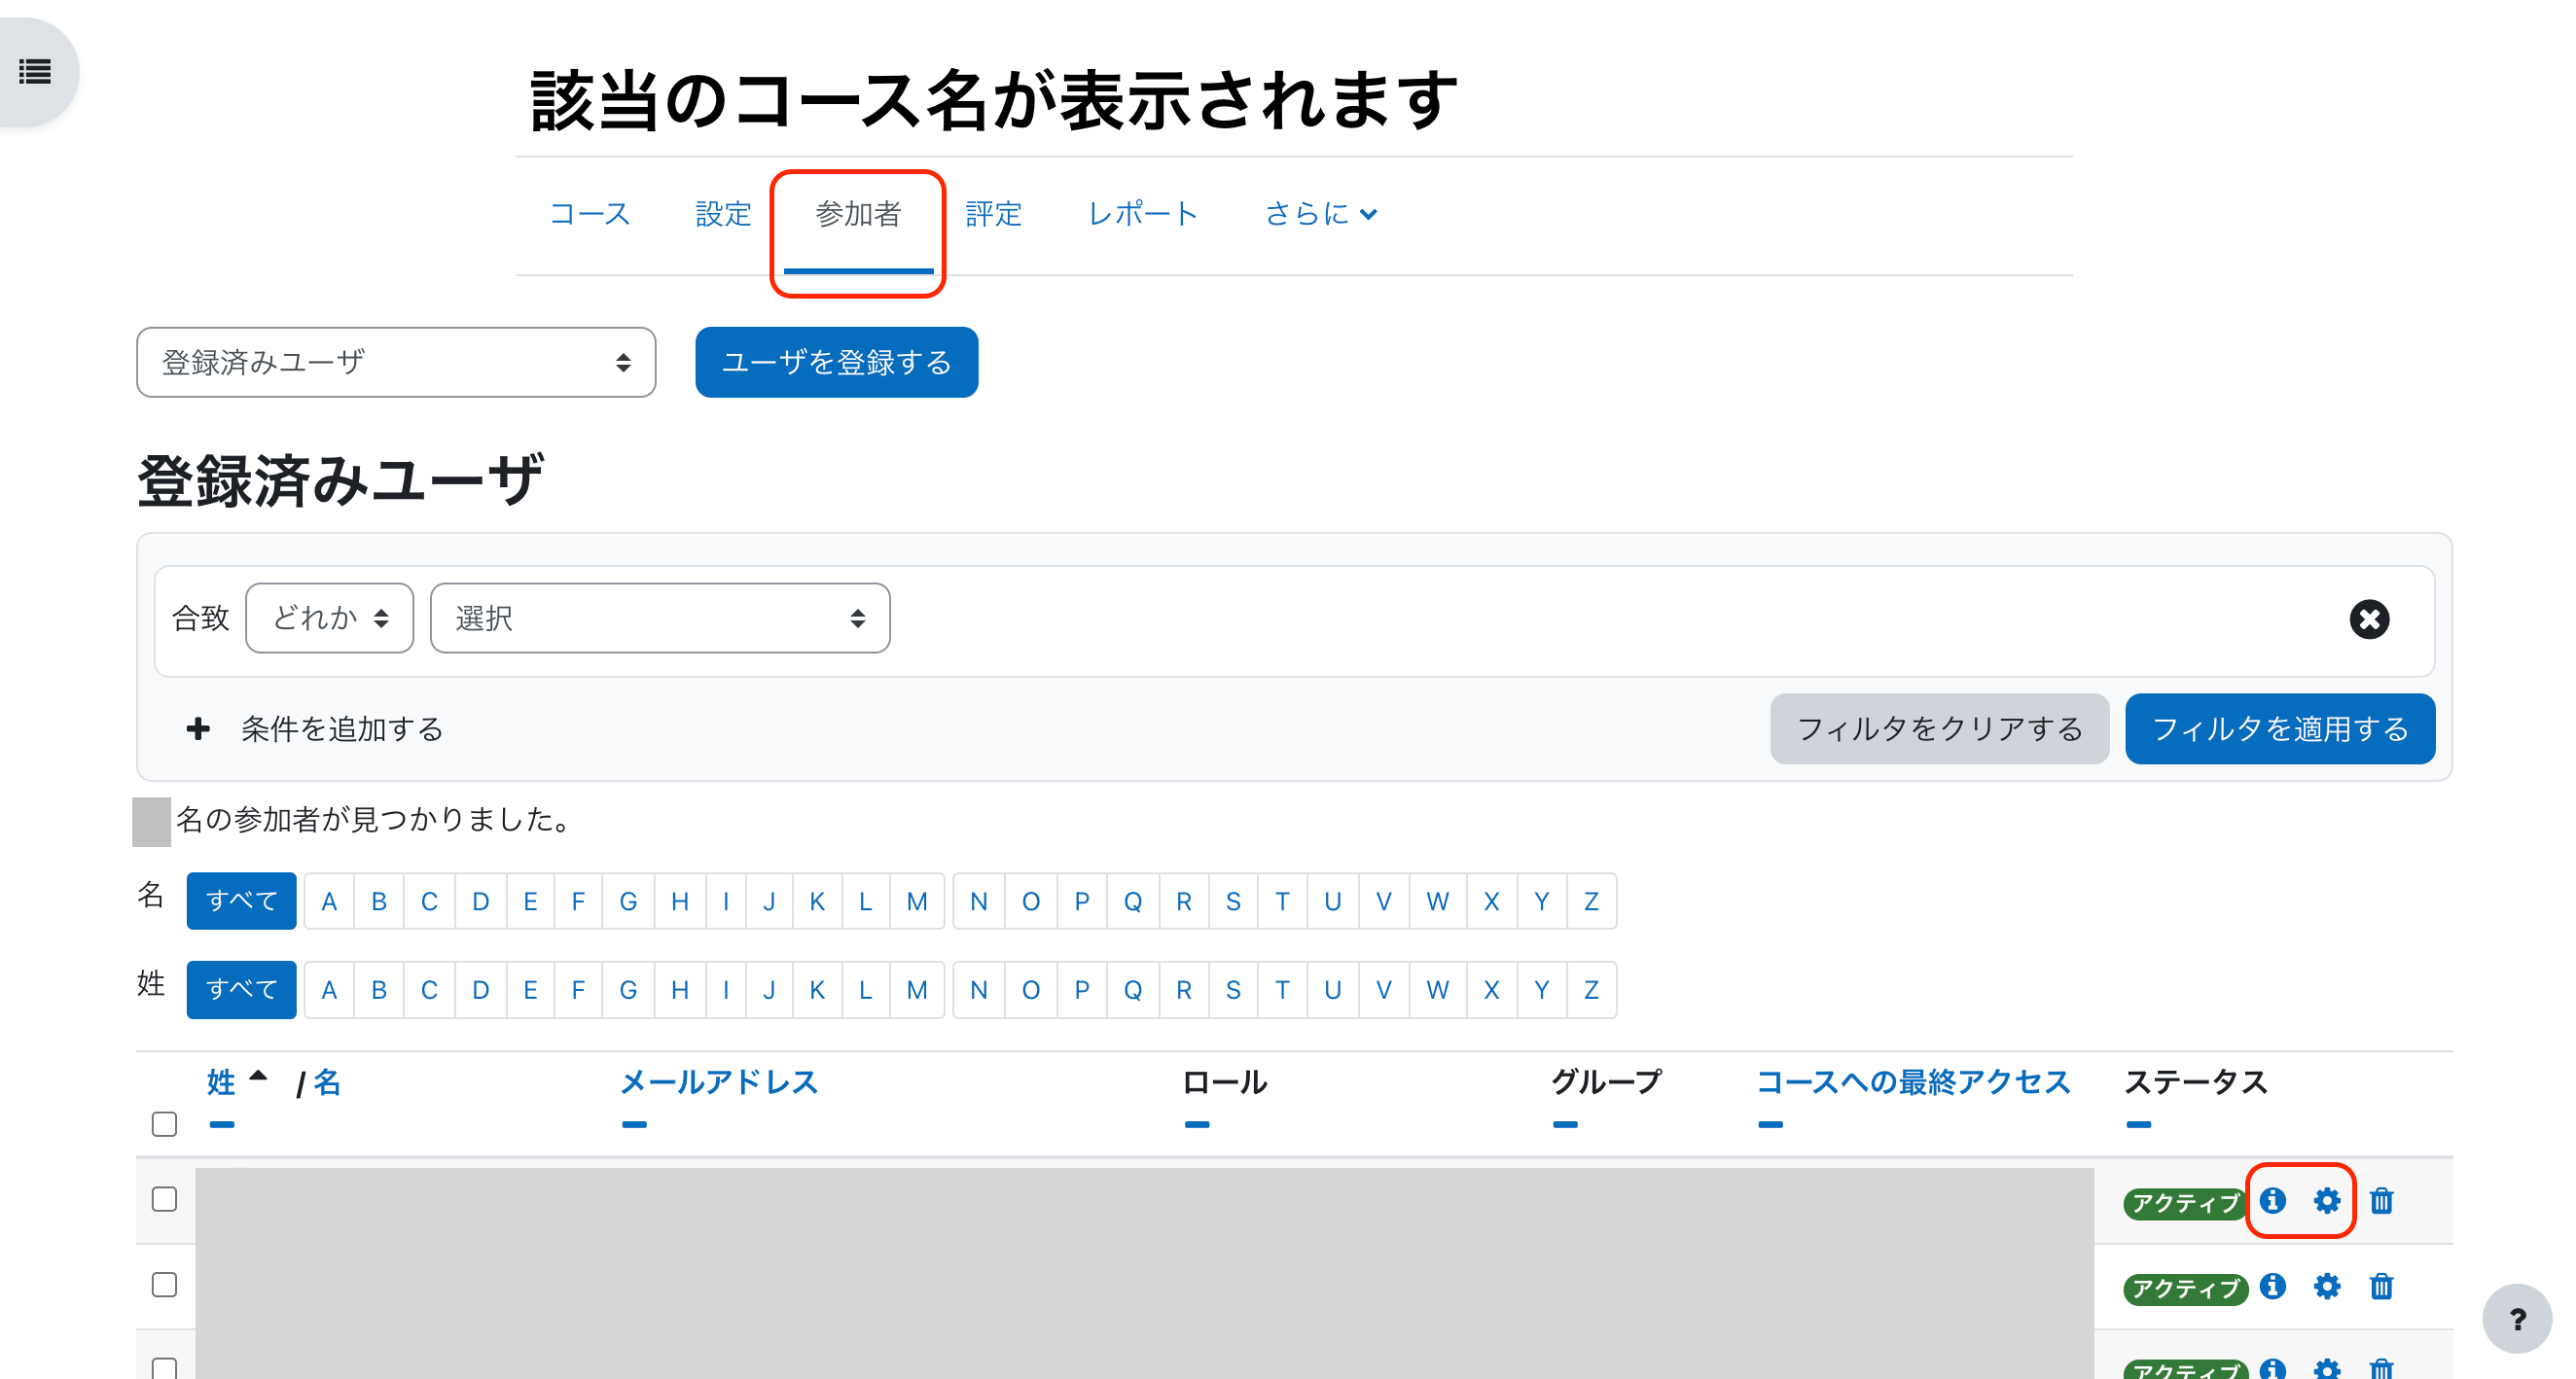 該当のコース名が表示されます
コース 設定 参加者 評定 レポート さらに
登録済みユーザ ユーザを登録する
登録済みユーザ
合致 どれか 選択
条件を追加する フィルタをクリアする フィルタを適用する
名の参加者が見つかりました。
名 すべて A B C D E F G H I J K L M N O P Q R S T U V W X Y Z
姓 すべて A B C D E F G H I J K L M N O P Q R S T U V W X Y Z
姓 / 名 メールアドレス ロール グループ コースへの最終アクセス ステータス
アクティブ
アクティブ
アクティブ
?